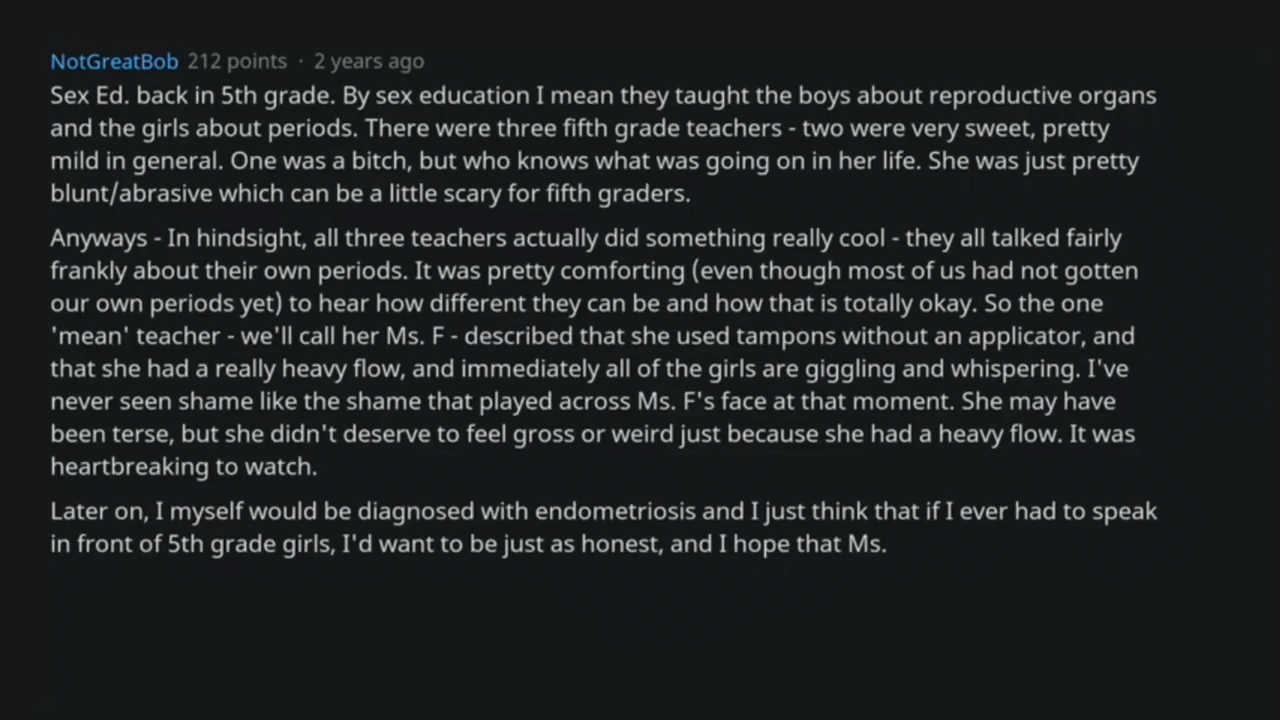 NotGreatBob 212 points · 2 years ago
Sex Ed. back in 5th grade. By sex education I mean they taught the boys about reproductive organs
and the girls about periods. There were three fifth grade teachers - two were very sweet, pretty
mild in general. One was a bitch, but who knows what was going on in her life. She was just pretty
blunt/abrasive which can be a little scary for fifth graders.
Anyways - In hindsight, all three teachers actually did something really cool - they all talked fairly
frankly about their own periods. It was pretty comforting (even though most of us had not gotten
our own periods yet) to hear how different they can be and how that is totally okay. So the one
'mean' teacher - we'll call her Ms. F - described that she used tampons without an applicator, and
that she had a really heavy flow, and immediately all of the girls are giggling and whispering. I've
never seen shame like the shame that played across Ms. F's face at that moment. She may have
been terse, but she didn't deserve to feel gross or weird just because she had a heavy flow. It was
heartbreaking to watch.
Later on, I myself would be diagnosed with endometriosis and I just think that if I ever had to speak
in front of 5th grade girls, I'd want to be just as honest, and I hope that Ms.